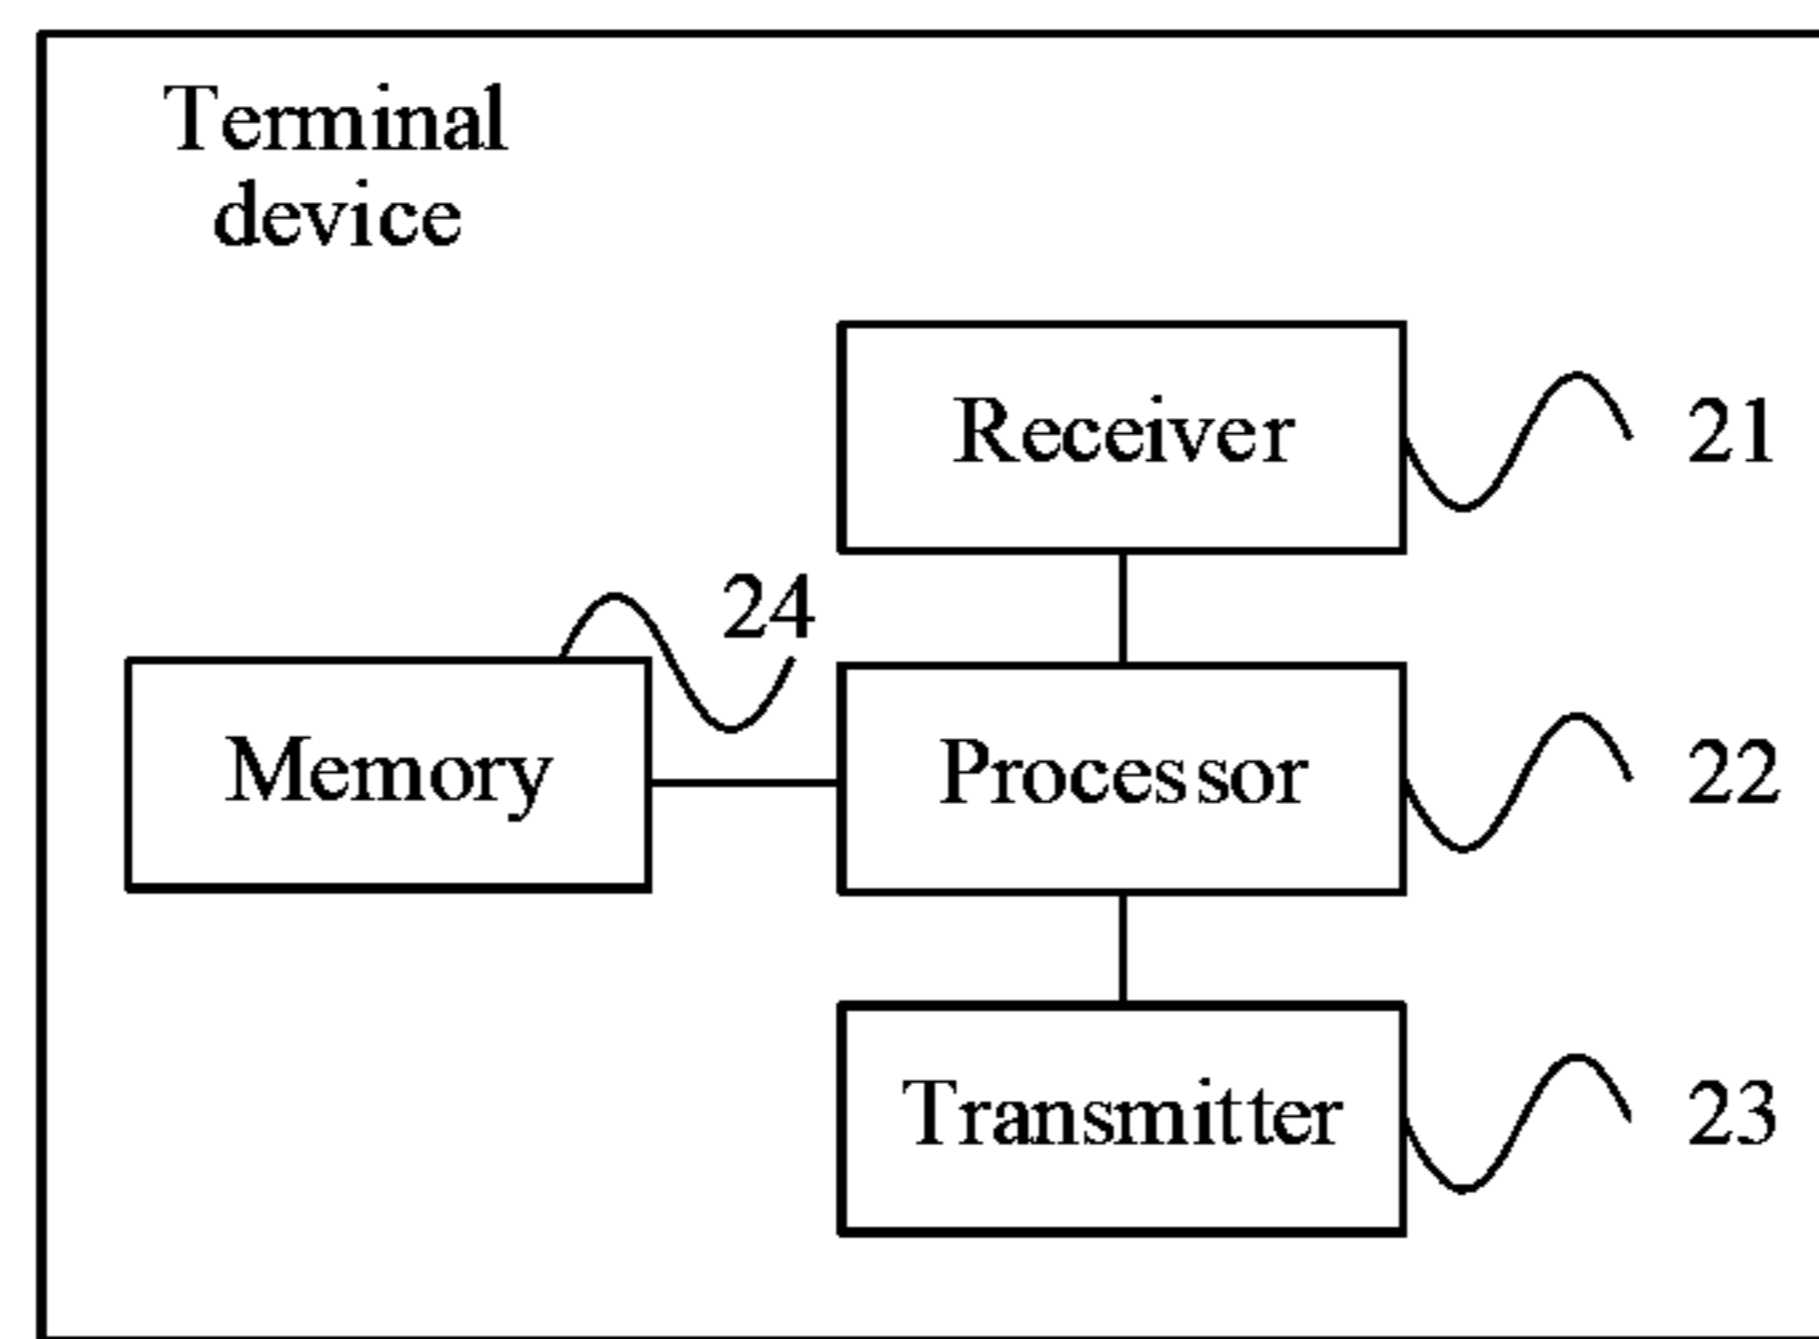 Terminal
device
Receiver
21
24
Memory
Processor
22
Transmitter
23